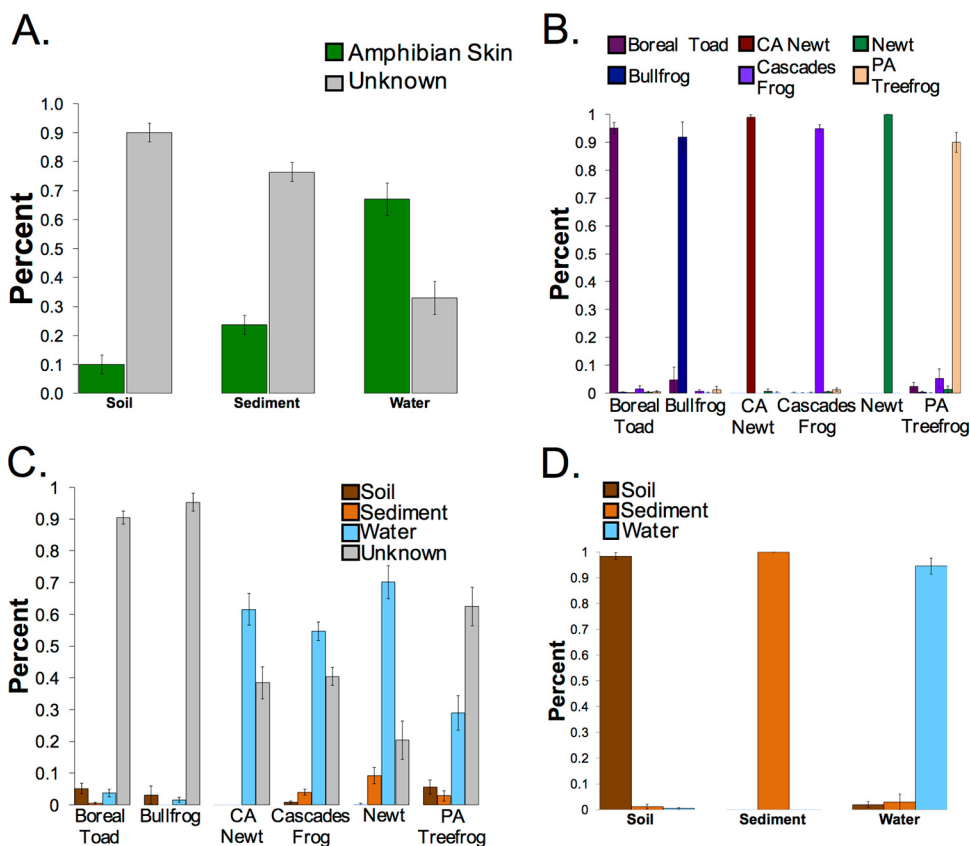 A.
Amphibian Skin
Unknown
Percent
1.0
0.9
0.8
0.7
0.6
0.5
0.4
0.3
0.2
0.1
0
Soil Sediment Water
B.
Boreal Toad CA Newt Newt
Bullfrog Cascades Frog PA Treefrog
Percent
1
0.9
0.8
0.7
0.6
0.5
0.4
0.3
0.2
0.1
0
Boreal Toad Bullfrog CA Newt Cascades Frog Newt PA Treefrog
C.
Soil
Sediment
Water
Unknown
Percent
1
0.9
0.8
0.7
0.6
0.5
0.4
0.3
0.2
0.1
0
Boreal Toad Bullfrog CA Newt Cascades Frog Newt PA Treefrog
D.
Soil
Sediment
Water
Percent
1
0.9
0.8
0.7
0.6
0.5
0.4
0.3
0.2
0.1
0
Soil Sediment Water